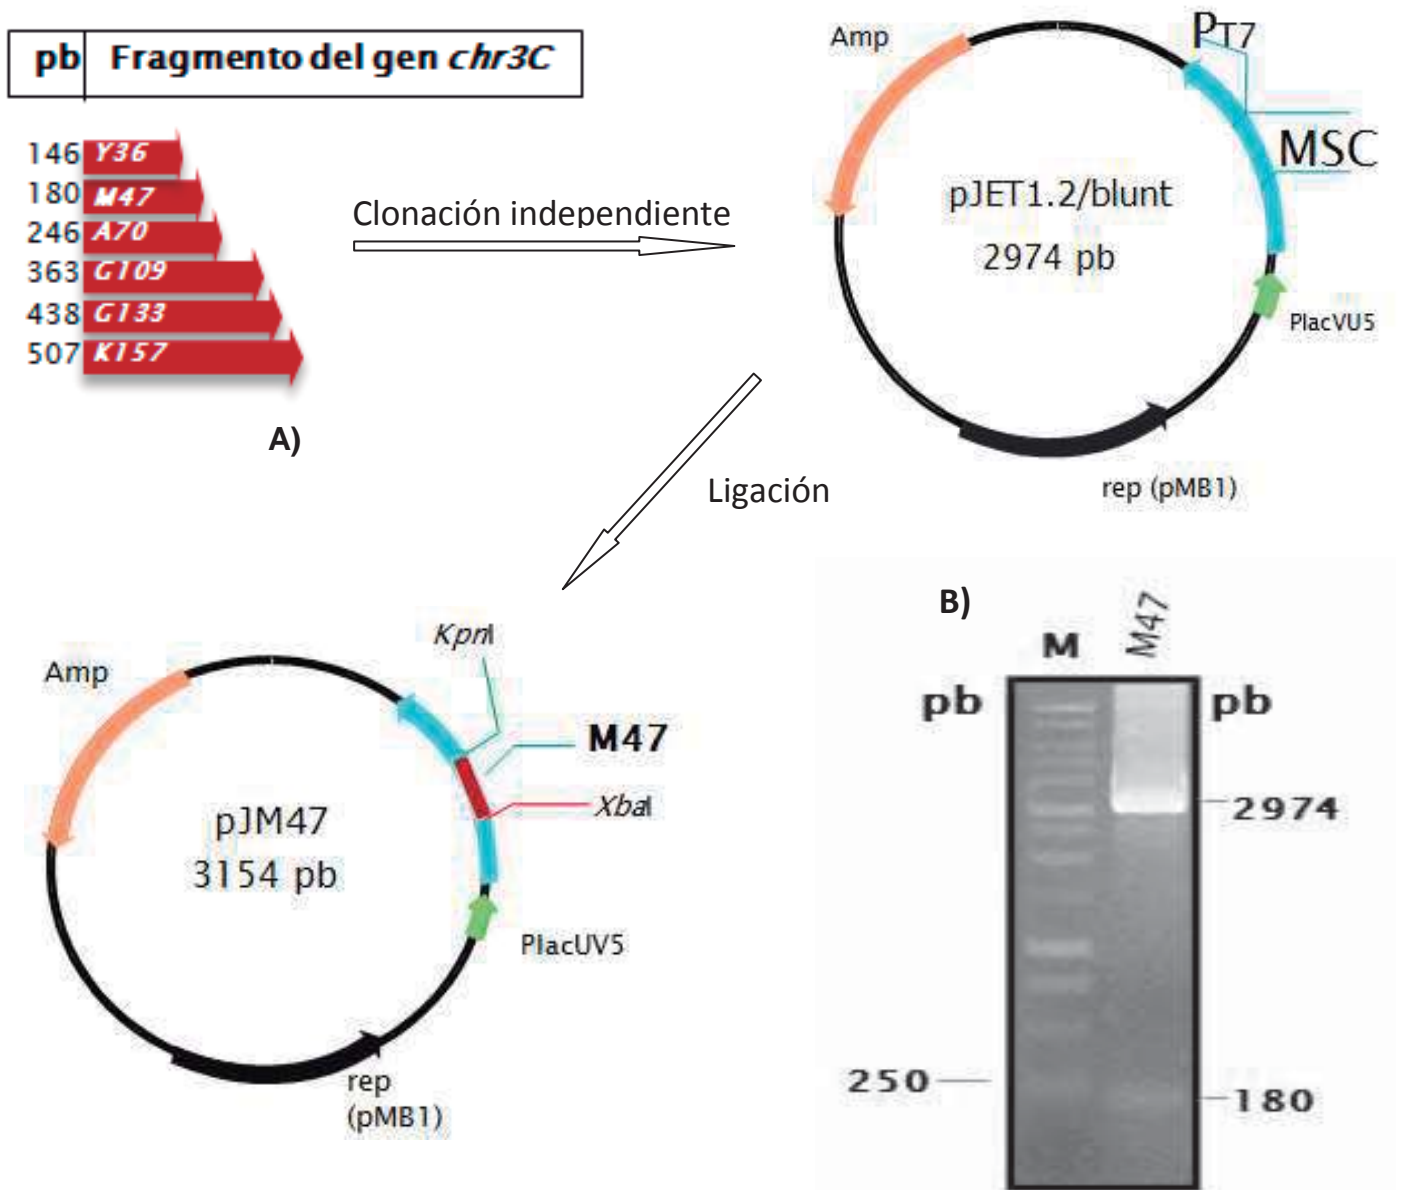 pb Fragmento del gen chr3C
146 Y36
180 M47
246 A70
363 G109
438 G133
507 K157
A)
Clonación independiente
Amp
PT7
MSC
pJET1.2/blunt
2974 pb
PlacVU5
rep (pMB1)
Ligación
Amp
KpnI
M47
XbaI
pJM47
3154 pb
PlacUV5
rep
(pMB1)
B)
M
M47
pb
pb
2974
250
180